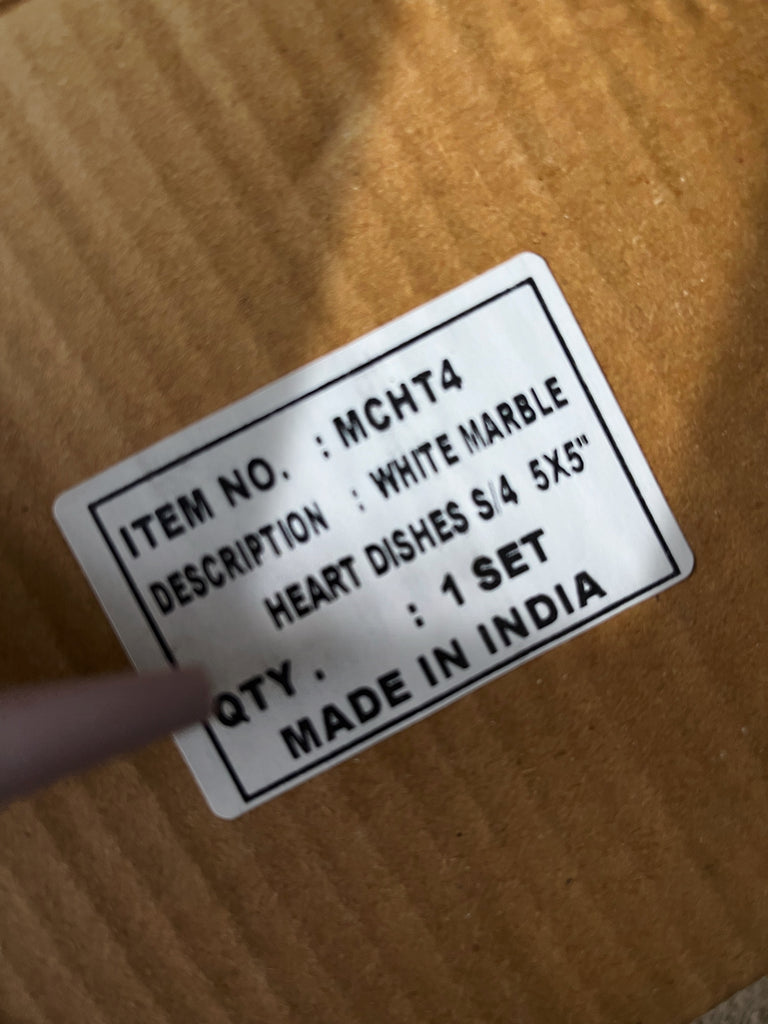 ITEM NO. : MCHT4
DESCRIPTION : WHITE MARBLE
HEART DISHES S/4 5X5"
QTY . : 1 SET
MADE IN INDIA